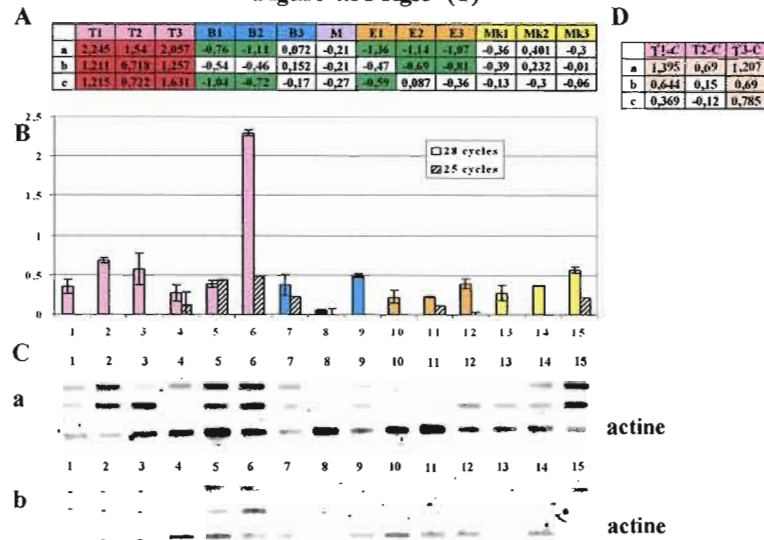 A
T1 T2 T3 B1 B2 B3 M E1 E2 E3 Mk1 Mk2 Mk3
a 2,245 1,54 2,057 -0,76 -1,11 0,072 -0,21 -1,36 -1,14 -1,07 -0,36 0,401 -0,3
b 1,211 0,718 1,257 -0,54 -0,46 0,152 -0,21 -0,47 -0,69 -0,81 -0,39 0,232 -0,01
c 1,215 0,722 1,631 -1,04 -0,72 -0,17 -0,27 -0,59 0,087 -0,36 -0,13 -0,3 -0,06
D
T1-C T2-C T3-C
a 1,395 0,69 1,207
b 0,644 0,15 0,69
c 0,369 -0,12 0,785
B
2.5
2
1.5
1
0.5
0
28 cycles
25 cycles
1 2 3 4 5 6 7 8 9 10 11 12 13 14 15
C
1 2 3 4 5 6 7 8 9 10 11 12 13 14 15
a
actine
1 2 3 4 5 6 7 8 9 10 11 12 13 14 15
b
actine